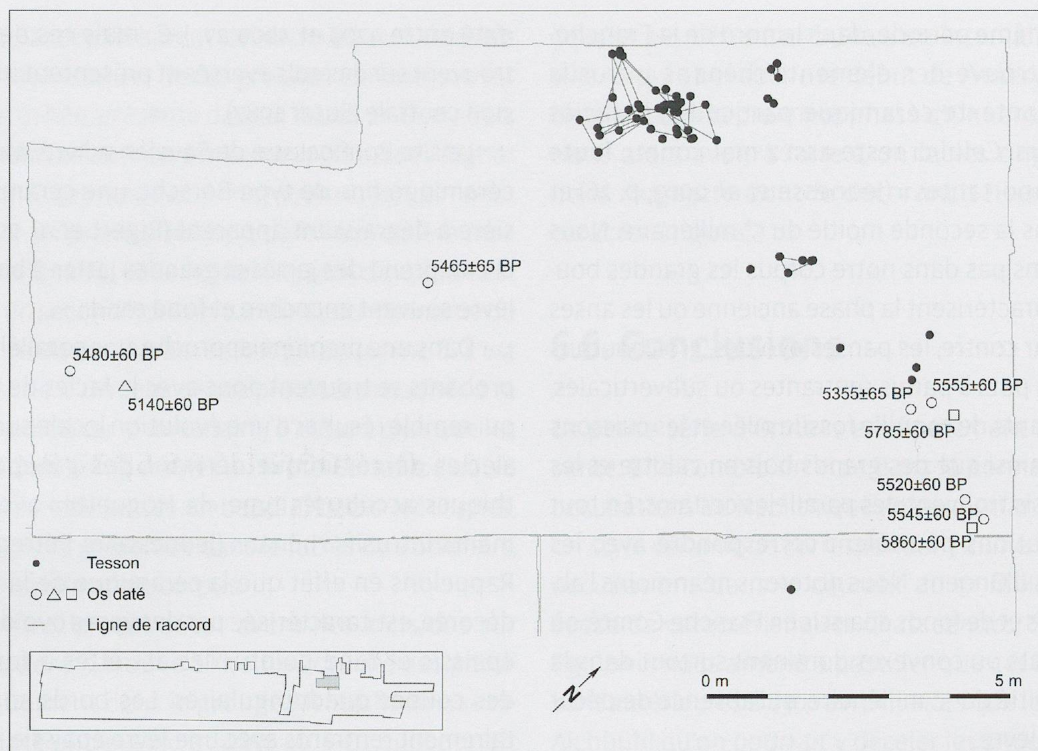 5465±65 BP
5480±60 BP
5140±60 BP
5555±60 BP
5355±65 BP
5785±60 BP
5520±60 BP
5545±60 BP
5860±60 BP
Tesson
Os daté
Ligne de raccord
N
0 m 5 m